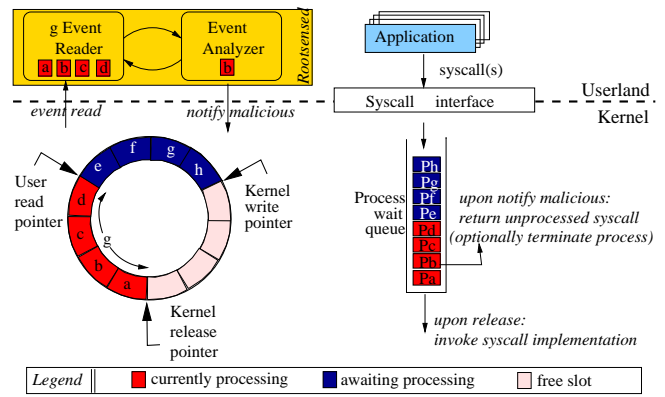 g Event
Reader
a b c d
Event
Analyzer
b
Rootsensed
Application
syscall(s)
Syscall interface
Userland
Kernel
event read
notify malicious
e f g h
d
c
b
a
g
User
read
pointer
Kernel
write
pointer
Kernel
release
pointer
Process
wait
queue
Ph
Pg
Pf
Pe
Pd
Pc
Pb
Pa
upon notify malicious:
return unprocessed syscall
(optionally terminate process)
upon release:
invoke syscall implementation
Legend
currently processing
awaiting processing
free slot